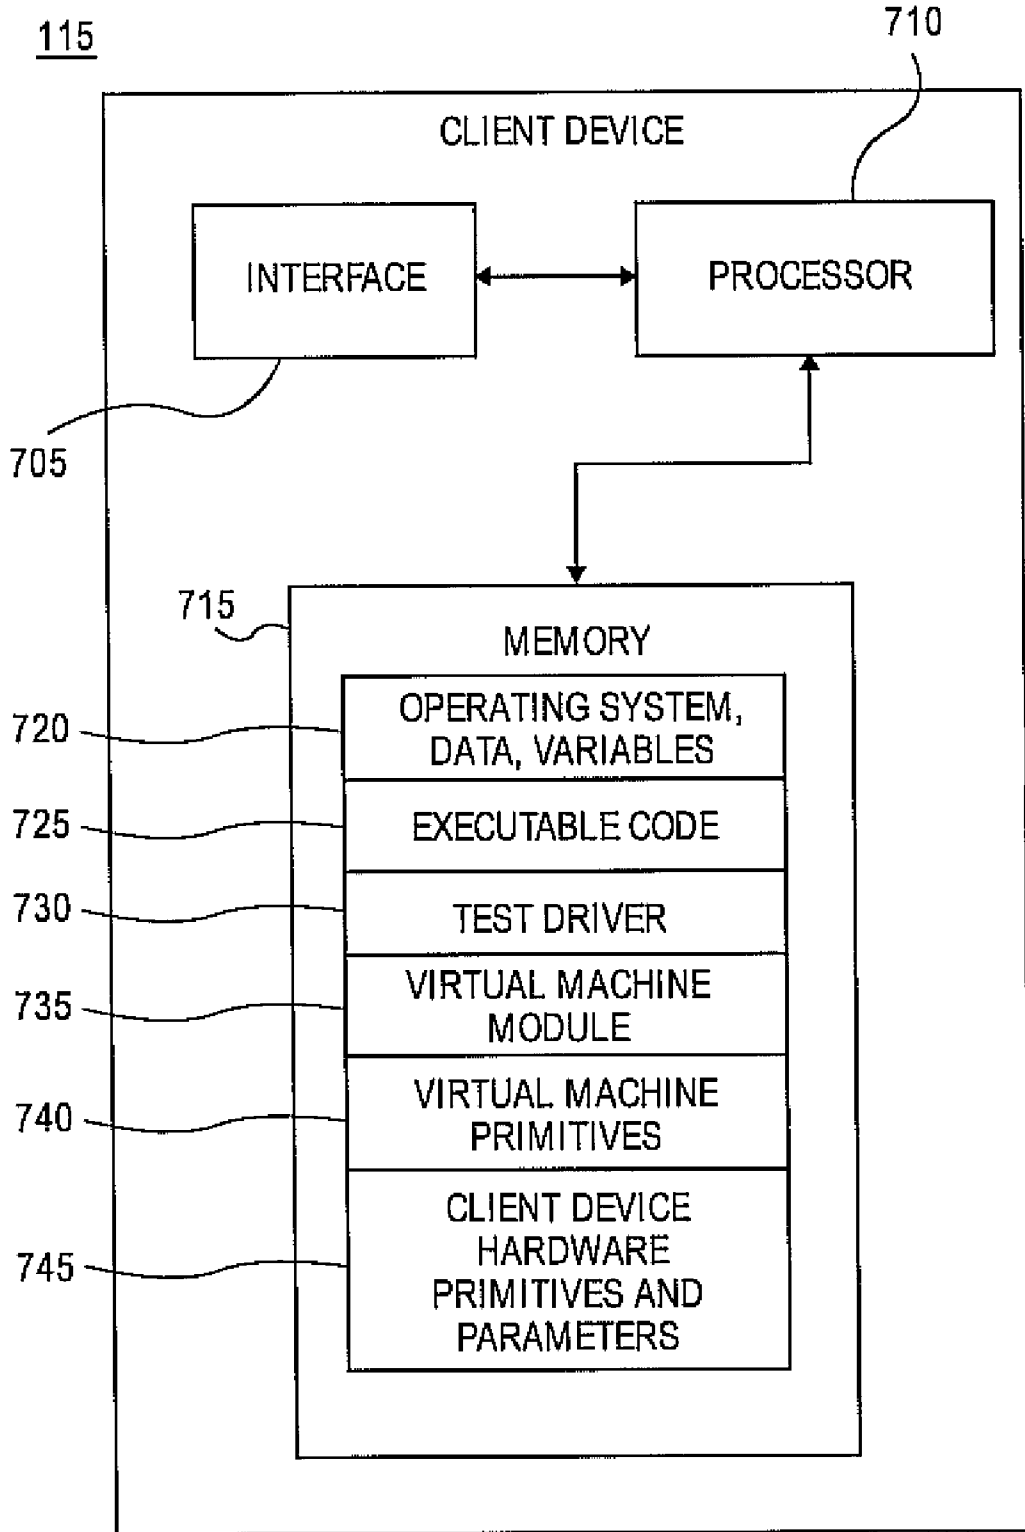 115
710
CLIENT DEVICE
INTERFACE
PROCESSOR
705
715
MEMORY
720
OPERATING SYSTEM,
DATA, VARIABLES
725
EXECUTABLE CODE
730
TEST DRIVER
735
VIRTUAL MACHINE
MODULE
740
VIRTUAL MACHINE
PRIMITIVES
745
CLIENT DEVICE
HARDWARE
PRIMITIVES AND
PARAMETERS